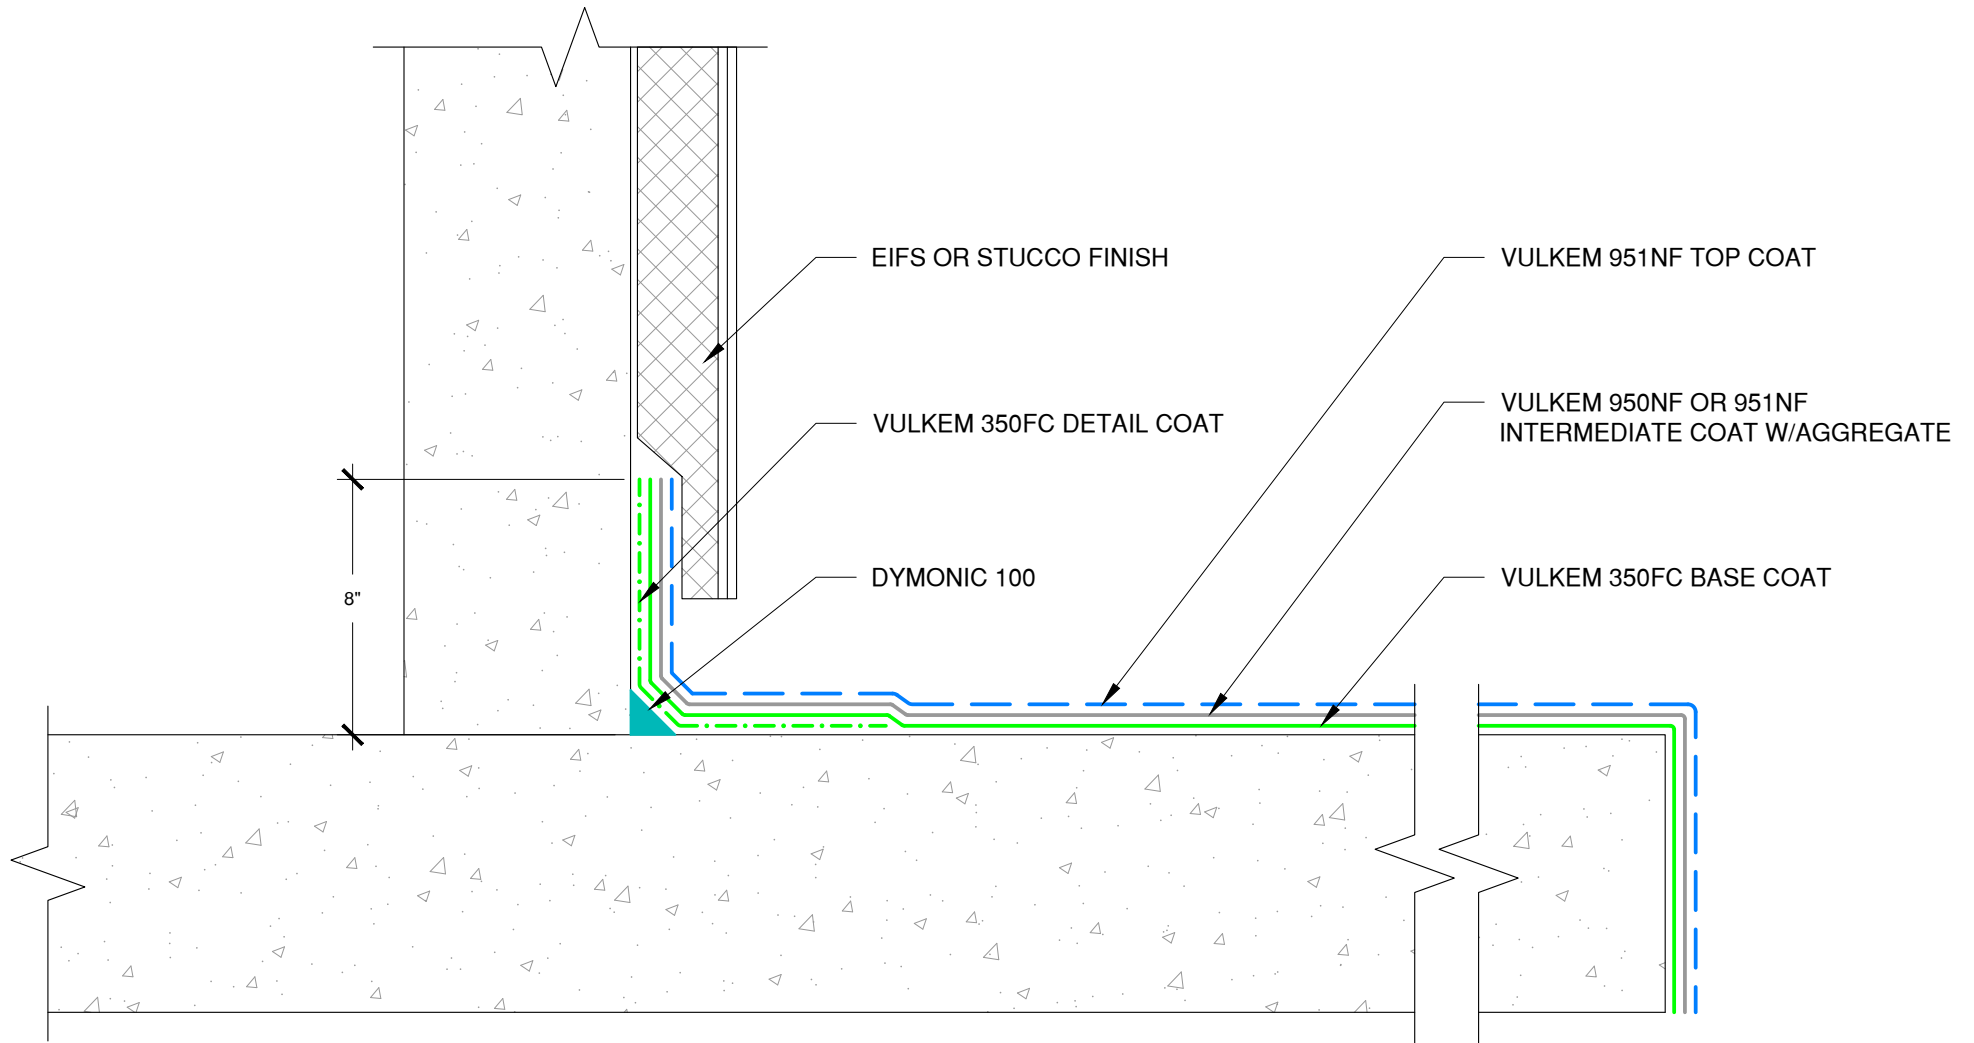 EIFS OR STUCCO FINISH
VULKEM 951NF TOP COAT
VULKEM 350FC DETAIL COAT
VULKEM 950NF OR 951NF
INTERMEDIATE COAT W/AGGREGATE
8"
DYMONIC 100
VULKEM 350FC BASE COAT